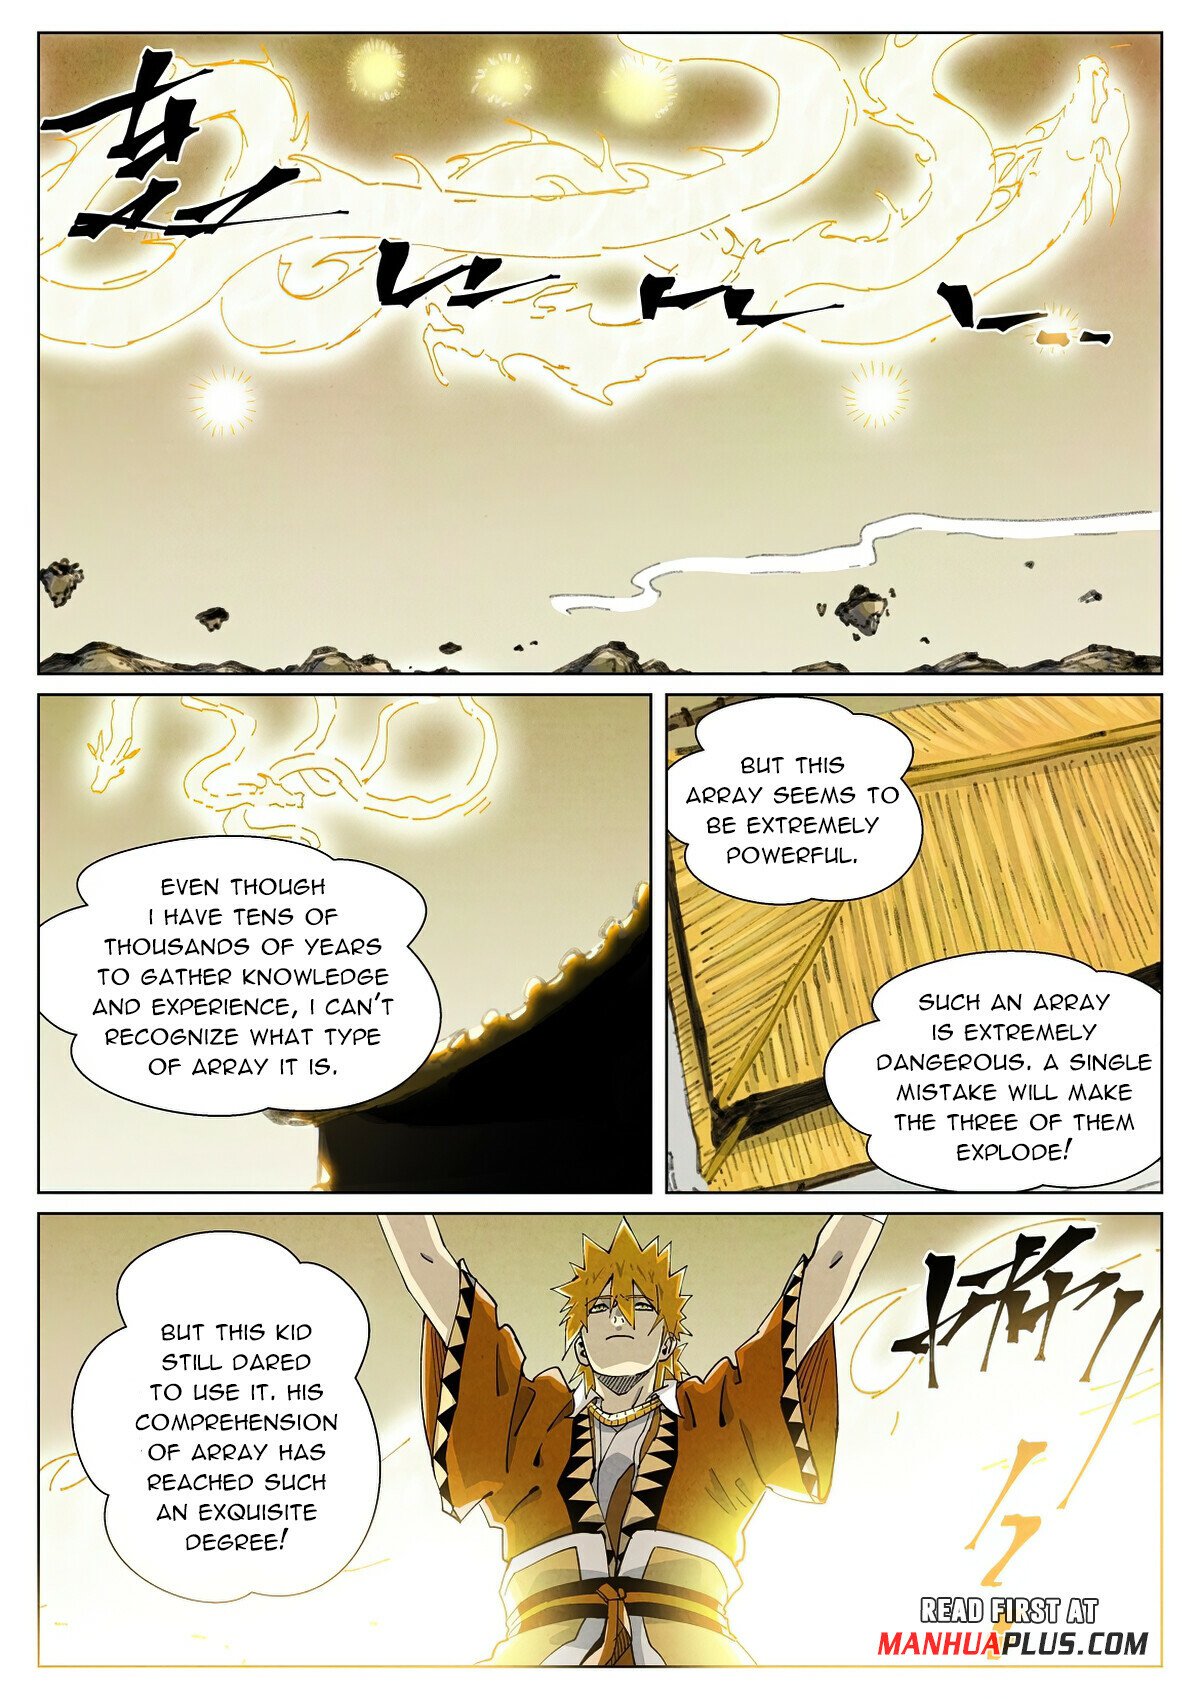 轰
EVEN THOUGH
I HAVE TENS OF
THOUSANDS OF YEARS
TO GATHER KNOWLEDGE
AND EXPERIENCE, I CAN'T
RECOGNIZE WHAT TYPE
OF ARRAY IT IS.
BUT THIS
ARRAY SEEMS TO
BE EXTREMELY
POWERFUL.
SUCH AN ARRAY
IS EXTREMELY
DANGEROUS. A SINGLE
MISTAKE WILL MAKE
THE THREE OF THEM
EXPLODE!
BUT THIS KID
STILL DARED
TO USE IT. HIS
COMPREHENSION
OF ARRAY HAS
REACHED SUCH
AN EXQUISITE
DEGREE!
READ FIRST AT
MANHUAPLUS.COM